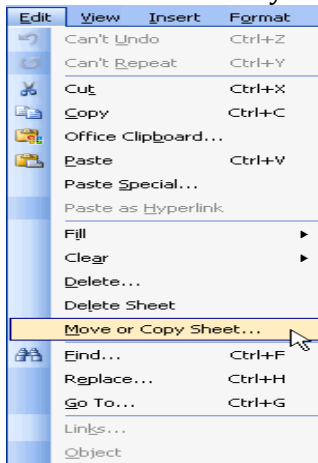 Edit View Insert Format
Can't Undo Ctrl+Z
Can't Repeat Ctrl+Y
Cut Ctrl+X
Copy Ctrl+C
Office Clipboard...
Paste Ctrl+V
Paste Special...
Paste as Hyperlink
Fill
Clear
Delete...
Delete Sheet
Move or Copy Sheet...
Find... Ctrl+F
Replace... Ctrl+H
Go To... Ctrl+G
Links...
Object